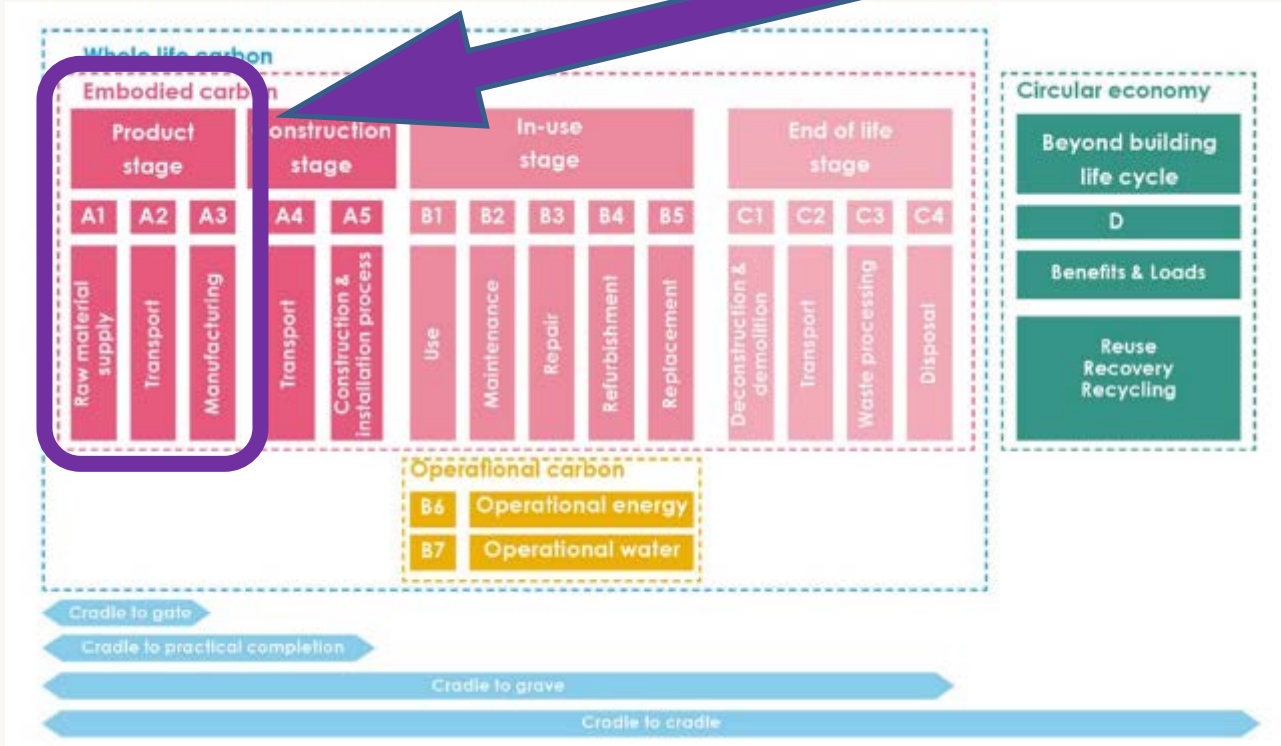 Whole life carbon
Embodied carbon
Circular economy
Product
stage
Construction
stage
In-use
stage
End of life
stage
Beyond building
life cycle
A1
A2
A3
A4
A5
B1
B2
B3
B4
B5
C1
C2
C3
C4
D
Raw material
supply
Transport
Manufacturing
Transport
Construction &
installation process
Use
Maintenance
Repair
Refurbishment
Replacement
Deconstruction &
demolition
Transport
Waste processing
Disposal
Benefits & Loads
Reuse
Recovery
Recycling
Operational carbon
B6
Operational energy
B7
Operational water
Cradle to gate
Cradle to practical completion
Cradle to grave
Cradle to cradle